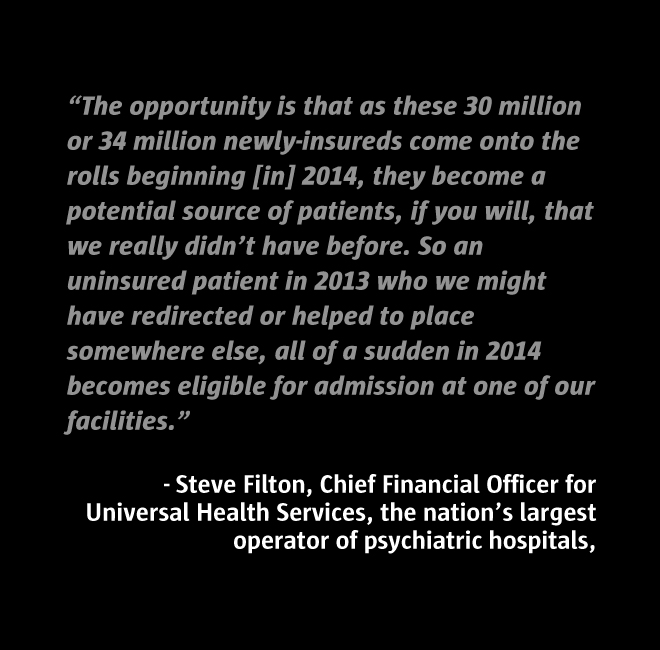 “The opportunity is that as these 30 million
or 34 million newly-insureds come onto the
rolls beginning [in] 2014, they become a
potential source of patients, if you will, that
we really didn’t have before. So an
uninsured patient in 2013 who we might
have redirected or helped to place
somewhere else, all of a sudden in 2014
becomes eligible for admission at one of our
facilities.”
- Steve Filton, Chief Financial Officer for
Universal Health Services, the nation’s largest
operator of psychiatric hospitals,